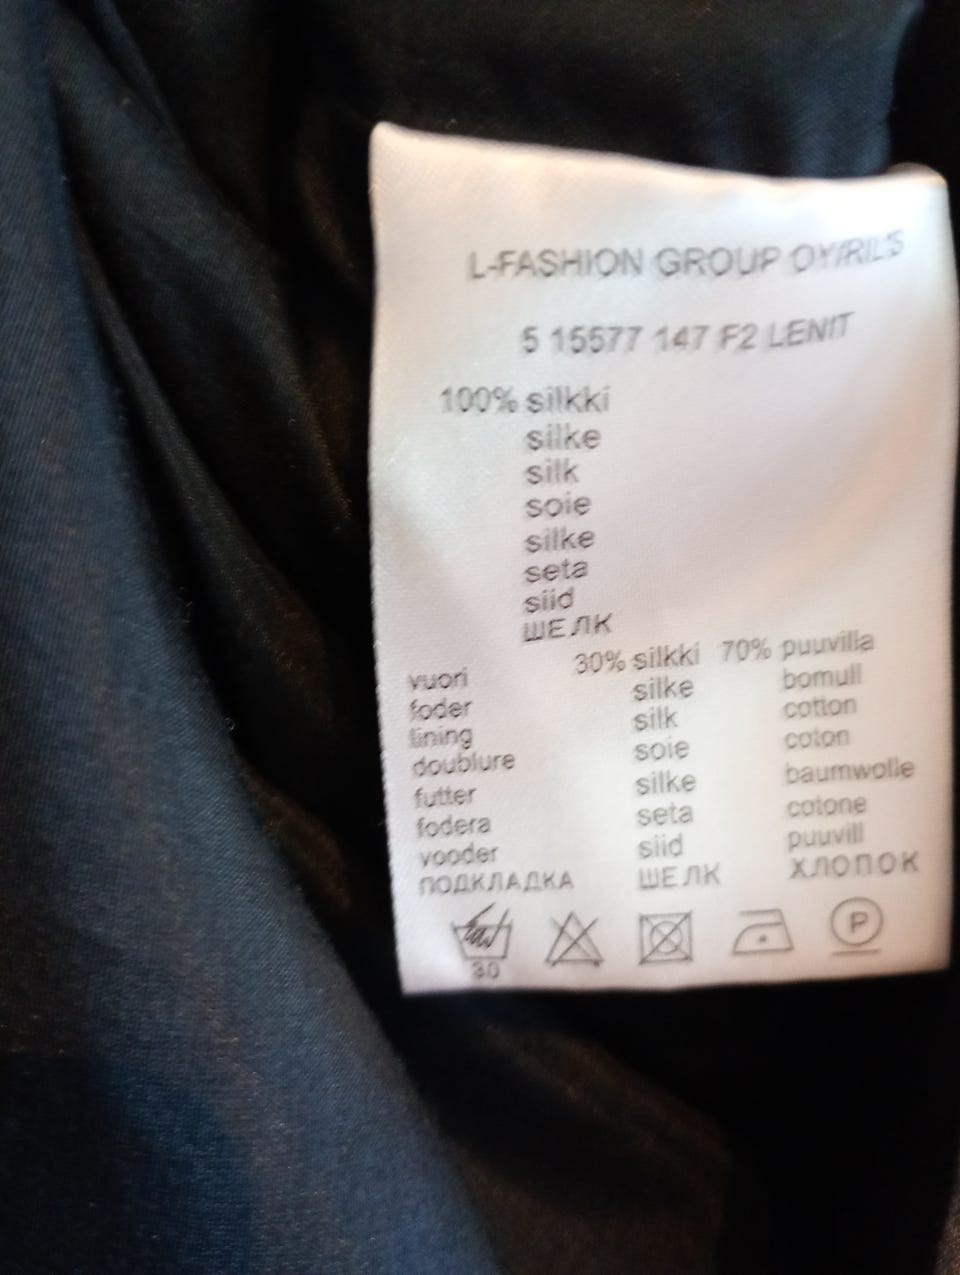 L-FASHION GROUP OY/RIL'S
5 15577 147 F2 LENIT
100% silkki
silke
silk
soie
silke
seta
siid
ШЕЛК
vuori 30% silkki 70% puuvilla
foder silke bomull
lining silk cotton
doublure soie coton
futter silke baumwolle
fodera seta cotone
vooder siid puuvill
ПОДКЛАДКА ШЕЛК ХЛОПОК
30
P